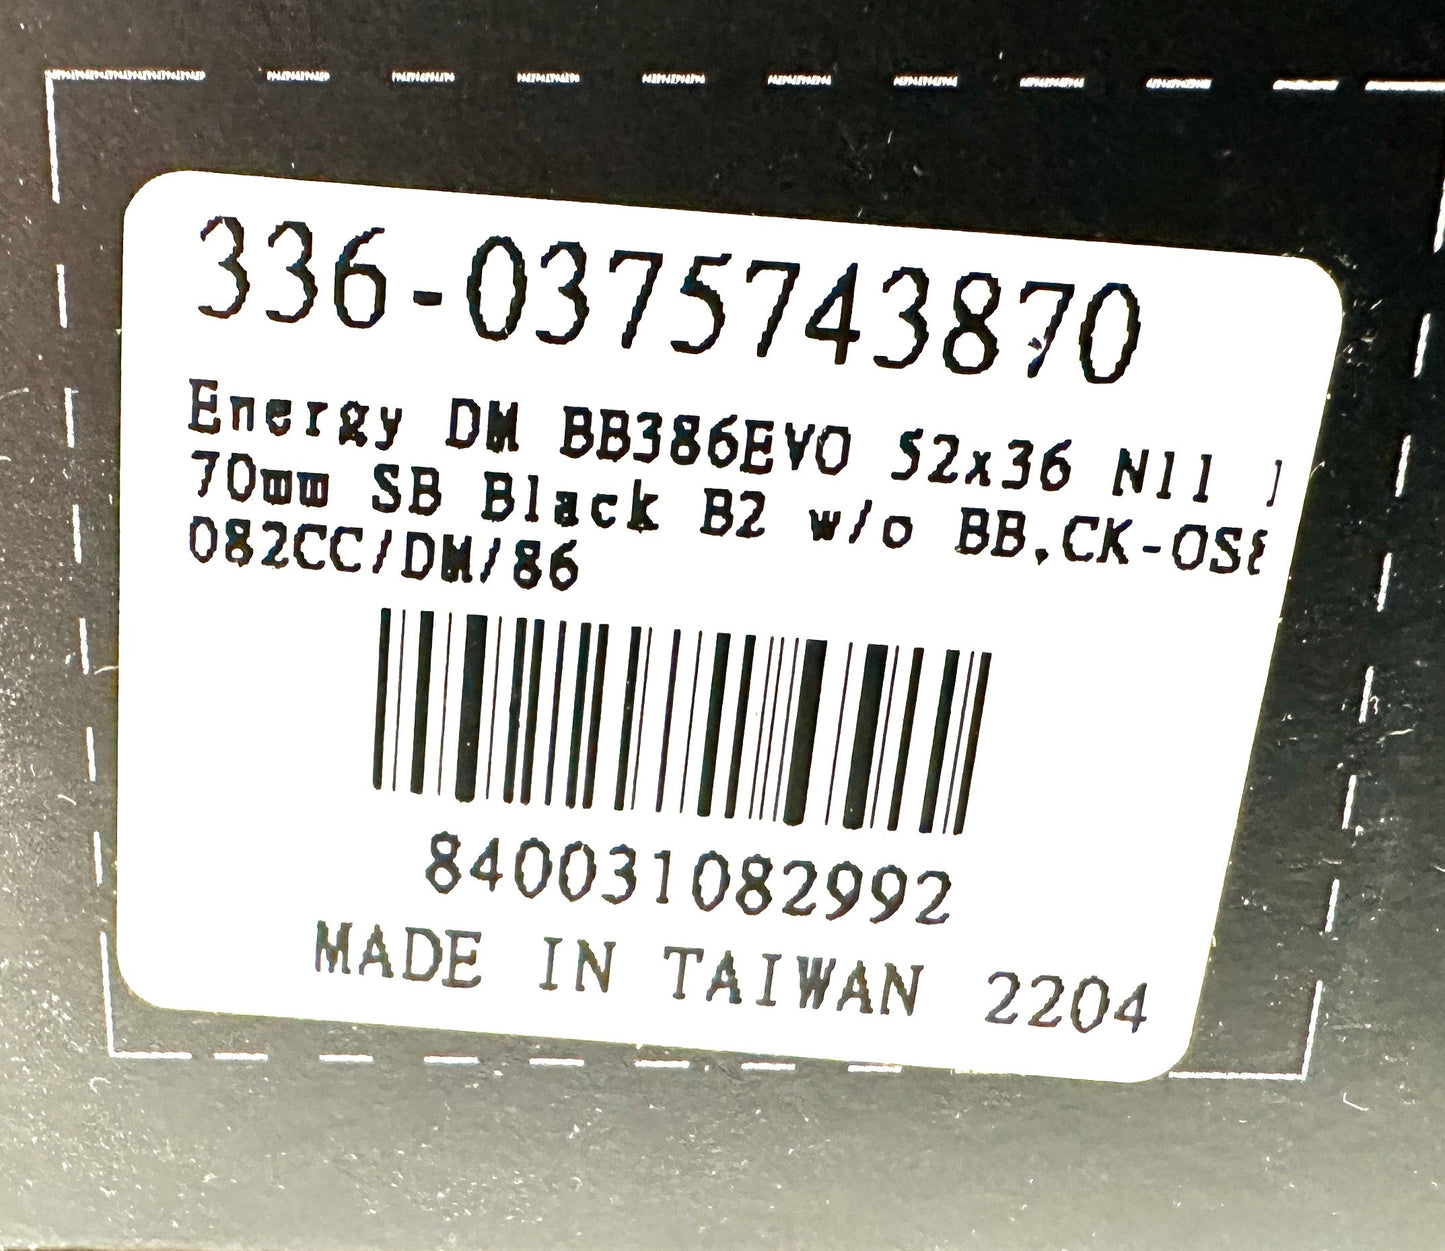 336-0375743870
Energy DM BB386EVO 52x36 N11
70mm SB Black B2 w/o BB,CK-OS8
082CC/DM/86
840031082992
MADE IN TAIWAN 2204